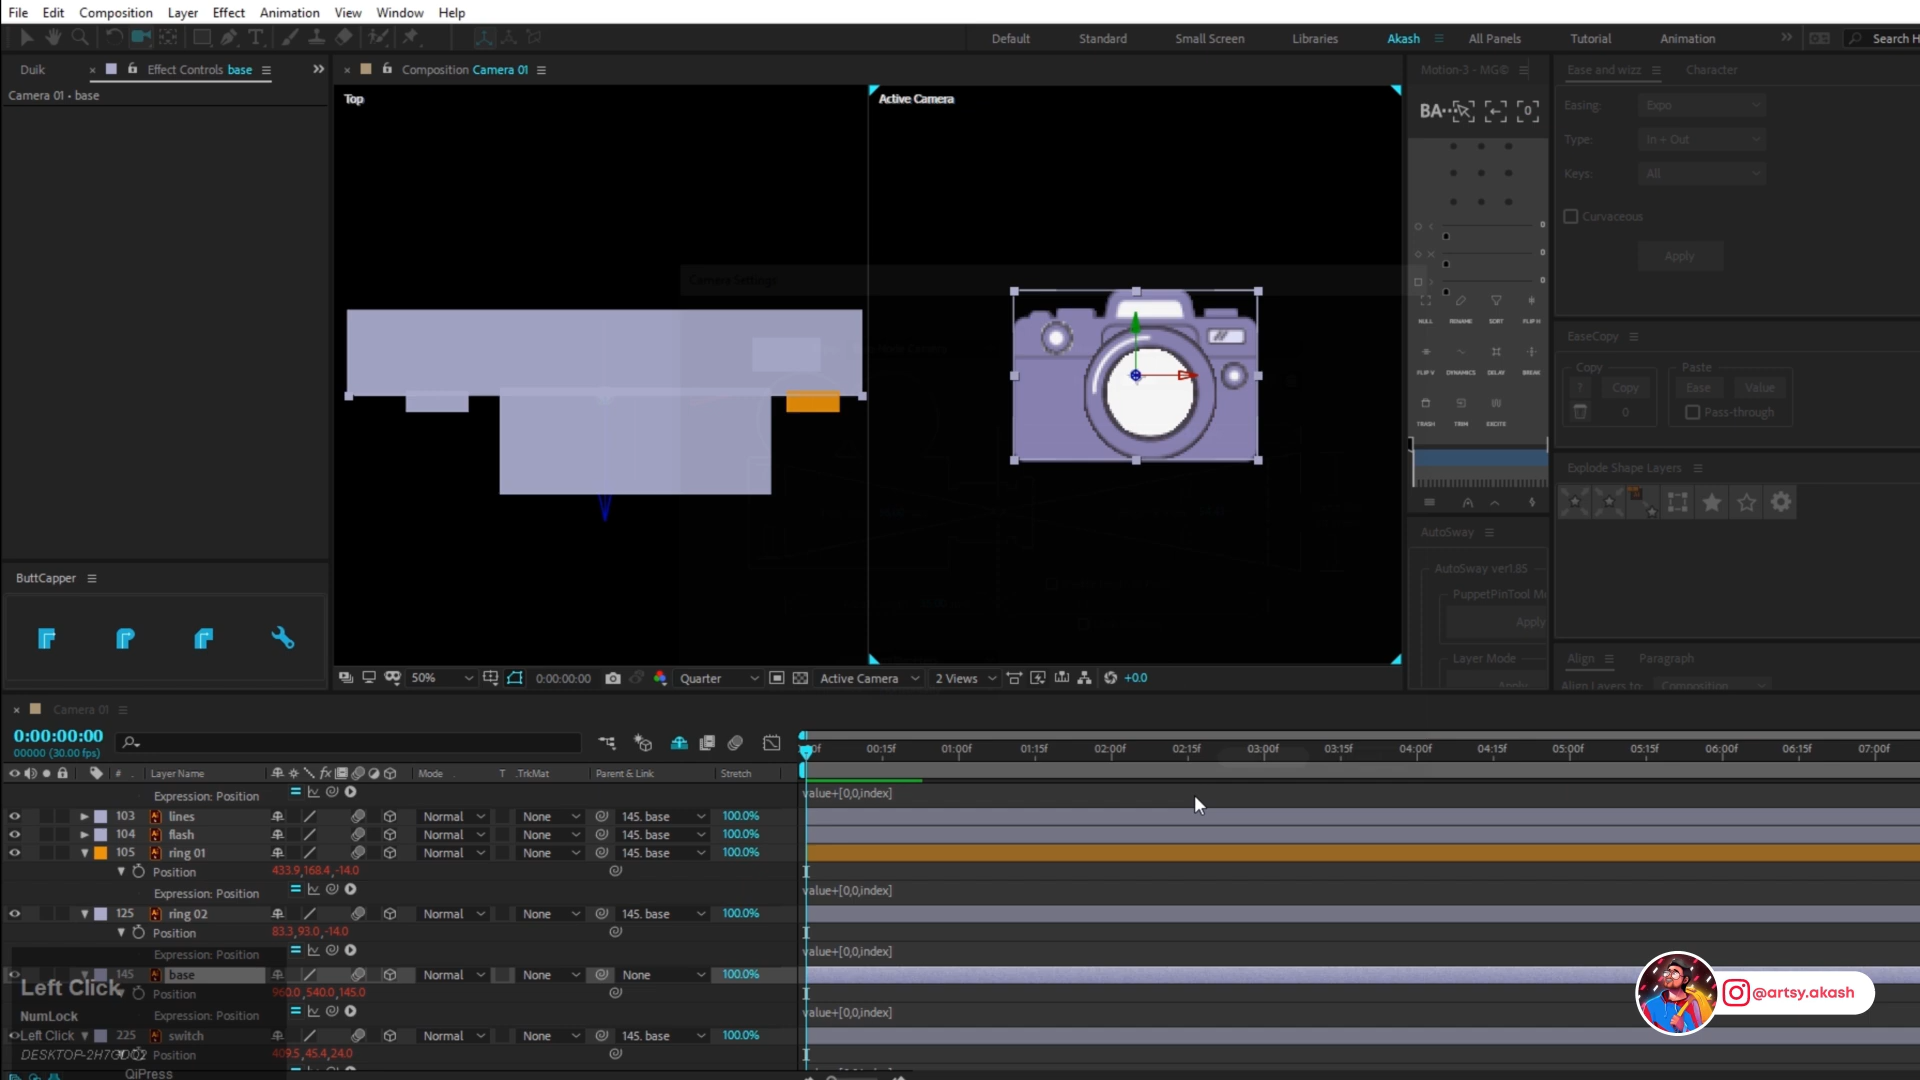 File Edit Composition Layer Effect Animation View Window Help
Default Standard Small Screen Libraries Akash All Panels Tutorial Animation Search H
Duik × Effect Controls base
× Composition Camera 01
Motion-3 - MG©
Ease and wizz Character
Camera 01 • base
Top
Active Camera
BA
Easing: Expo
Type: In + Out
Keys: All
Curvaceous
Apply
0
0
0
Camera Settings
NULL RENAME SORT FLIP H
FLIP V DYNAMICS DELAY BREAK
TRASH TRIM EXCITE
EaseCopy
Copy Paste
? Copy Ease Value
0 Pass-through
Explode Shape Layers
AutoSway
AutoSway ver1.85
PuppetPinTool M
Apply
Layer Mode
Apply
ButtCapper
Align Paragraph
Align Layers to: Composition
50% 0:00:00:00 Quarter Active Camera 2 Views +0.0
× Camera 01
0:00:00:00
00000 (30.00 fps)
00:15f 01:00f 01:15f 02:00f 02:15f 03:00f 03:15f 04:00f 04:15f 05:00f 05:15f 06:00f 06:15f 07:00f
# Layer Name fx Mode T .TrkMat Parent & Link Stretch
Expression: Position value+[0,0,index]
103 lines Normal None 145. base 100.0%
104 flash Normal None 145. base 100.0%
105 ring 01 Normal None 145. base 100.0%
Position 433.9,168.4,-14.0
Expression: Position value+[0,0,index]
125 ring 02 Normal None 145. base 100.0%
Position 83.3,93.0,-14.0
Expression: Position value+[0,0,index]
145 base Normal None None 100.0%
Left Click
Position 960.0,540.0,145.0
NumLock
Expression: Position value+[0,0,index]
Left Click
225 switch Normal None 145. base 100.0%
DESKTOP-2H7GDO2
Position 409.5,45.4,24.0
QiPress
@artsy.akash